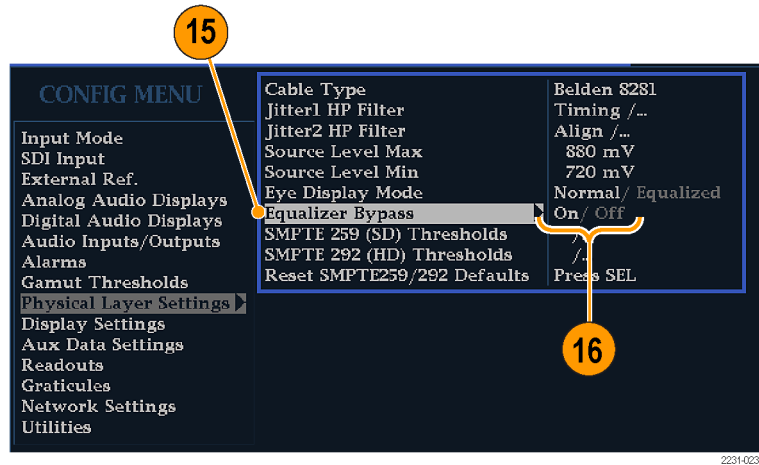 15
CONFIG MENU
Input Mode
SDI Input
External Ref.
Analog Audio Displays
Digital Audio Displays
Audio Inputs/Outputs
Alarms
Gamut Thresholds
Physical Layer Settings
Display Settings
Aux Data Settings
Readouts
Graticules
Network Settings
Utilities
Cable Type Belden 8281
Jitter1 HP Filter Timing /...
Jitter2 HP Filter Align /...
Source Level Max 880 mV
Source Level Min 720 mV
Eye Display Mode Normal/ Equalized
Equalizer Bypass On/ Off
SMPTE 259 (SD) Thresholds /...
SMPTE 292 (HD) Thresholds /...
Reset SMPTE259/292 Defaults Press SEL
16
2231-023